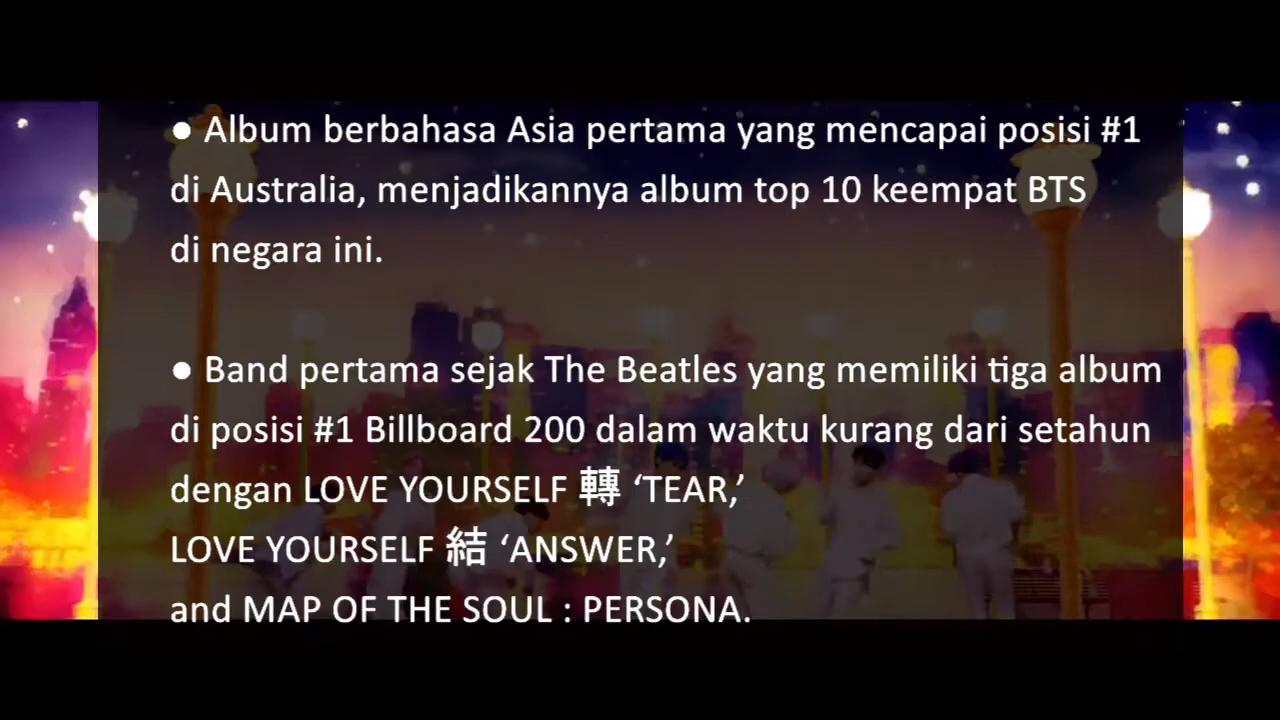 ● Album berbahasa Asia pertama yang mencapai posisi #1
di Australia, menjadikannya album top 10 keempat BTS
di negara ini.
● Band pertama sejak The Beatles yang memiliki tiga album
di posisi #1 Billboard 200 dalam waktu kurang dari setahun
dengan LOVE YOURSELF 轉 ‘TEAR,’
LOVE YOURSELF 結 ‘ANSWER,’
and MAP OF THE SOUL : PERSONA.